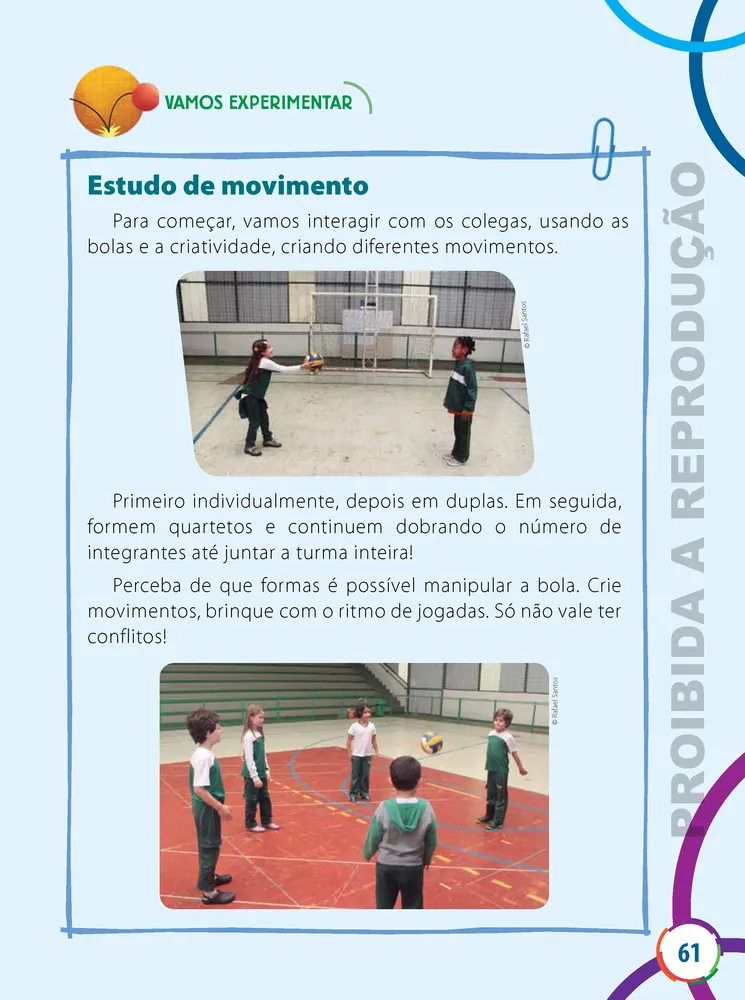 VAMOS EXPERIMENTAR
Estudo de movimento
Para começar, vamos interagir com os colegas, usando as
bolas e a criatividade, criando diferentes movimentos.
© Rafael Santos
Primeiro individualmente, depois em duplas. Em seguida,
formem quartetos e continuem dobrando o número de
integrantes até juntar a turma inteira!
Perceba de que formas é possível manipular a bola. Crie
movimentos, brinque com o ritmo de jogadas. Só não vale ter
conflitos!
© Rafael Santos
PROIBIDA A REPRODUÇÃO
61